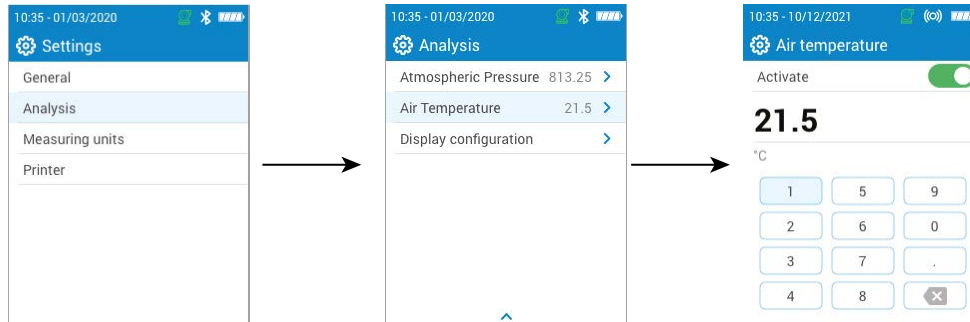 10:35 - 01/03/2020
Settings
General
Analysis
Measuring units
Printer
10:35 - 01/03/2020
Analysis
Atmospheric Pressure 813.25
Air Temperature 21.5
Display configuration
10:35 - 10/12/2021
Air temperature
Activate
21.5
°C
1 5 9
2 6 0
3 7 .
4 8